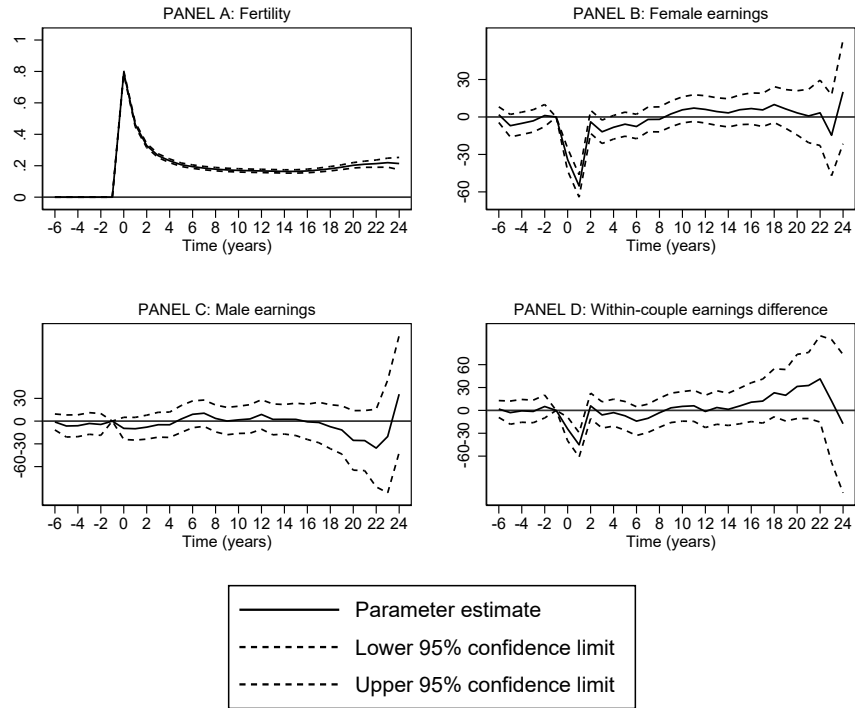 PANEL A: Fertility
1
.8
.6
.4
.2
0
-6 -4 -2 0 2 4 6 8 10 12 14 16 18 20 22 24
Time (years)
PANEL B: Female earnings
30
0
-30
-60
-6 -4 -2 0 2 4 6 8 10 12 14 16 18 20 22 24
Time (years)
PANEL C: Male earnings
30
0
-30
-60
-6 -4 -2 0 2 4 6 8 10 12 14 16 18 20 22 24
Time (years)
PANEL D: Within-couple earnings difference
60
30
0
-30
-60
-6 -4 -2 0 2 4 6 8 10 12 14 16 18 20 22 24
Time (years)
Parameter estimate
Lower 95% confidence limit
Upper 95% confidence limit